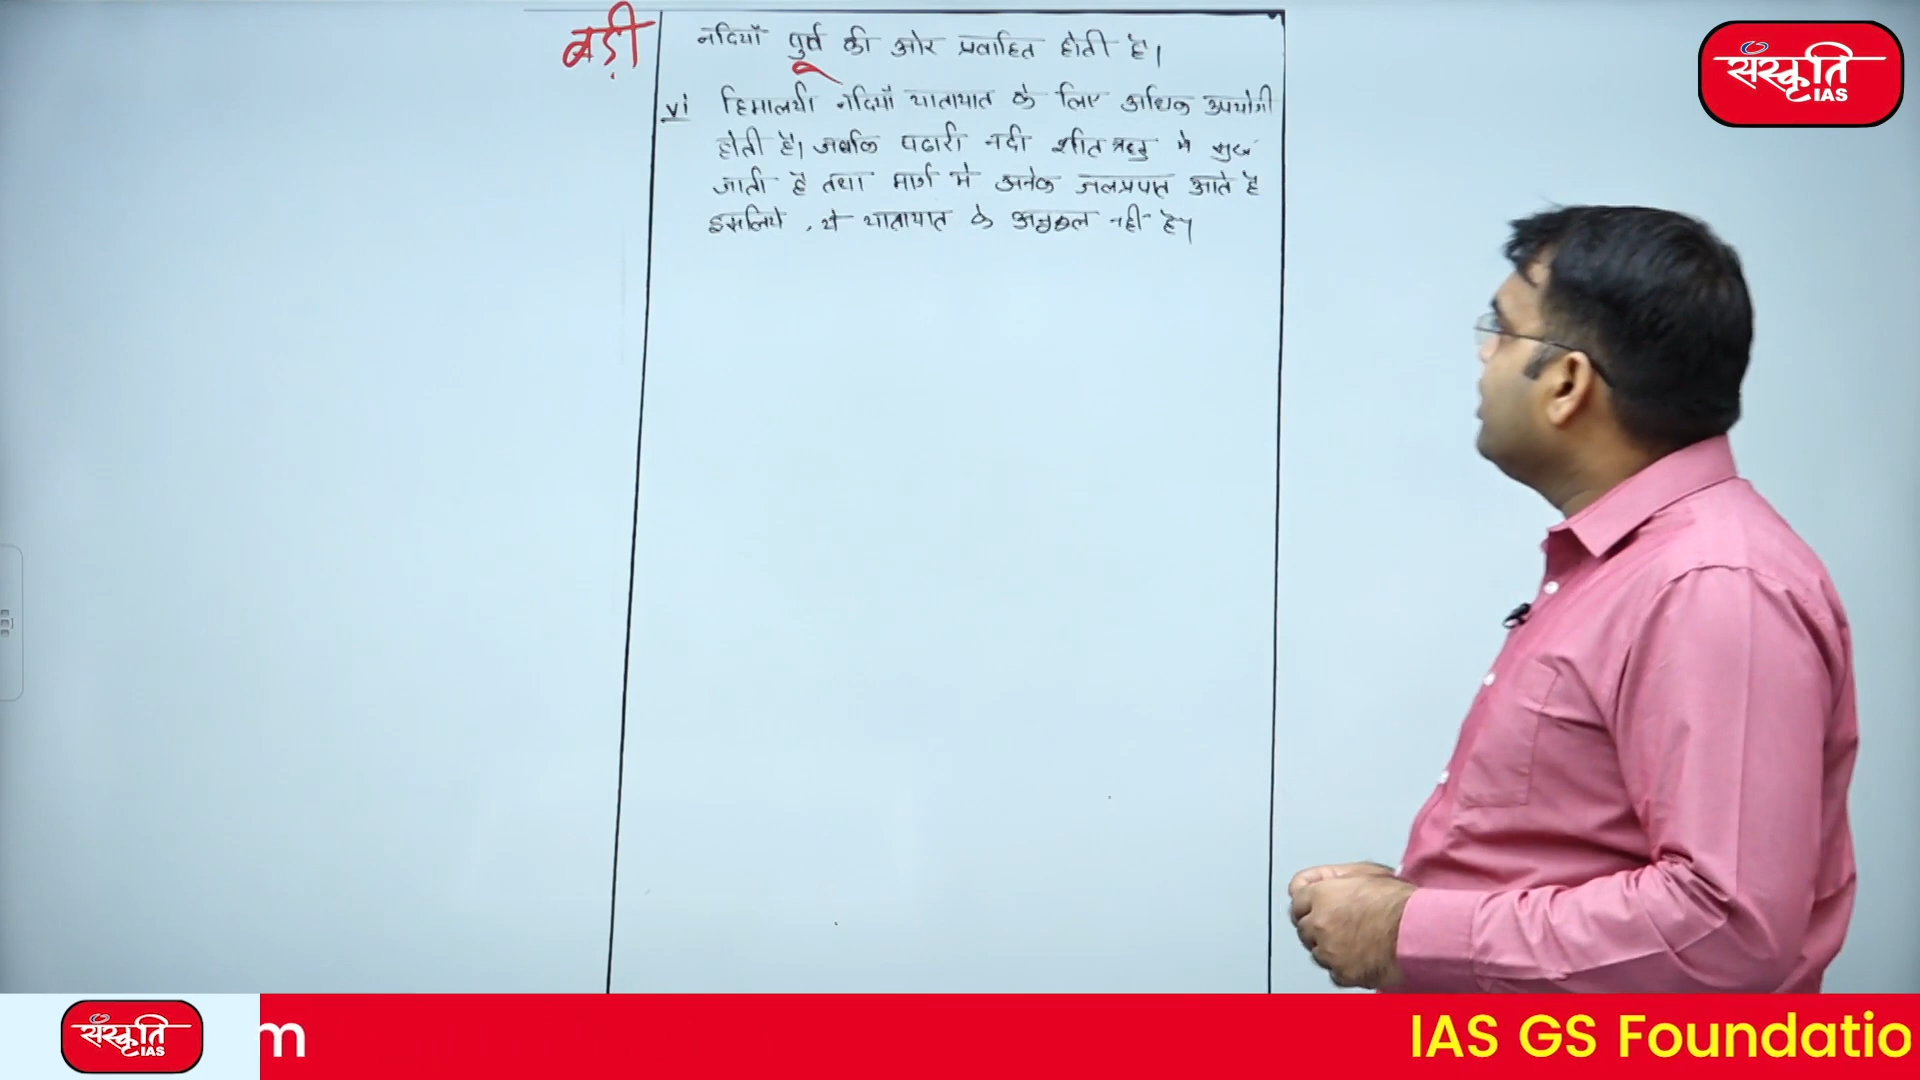 बड़ी
नदियाँ पुर्व की ओर प्रवाहित होती है।
vi हिमालयी नदियाँ यातायात के लिए अधिक उपयोगी
होती है। जबकि पठारी नदी शीत ऋतु मे सुख
जाती है तथा मार्ग मे अनेक जलप्रपात आते है
इसलिये, ये यातायात के अनुकूल नही है।
संस्कृति
IAS
संस्कृति
IAS
m
IAS GS Foundatio